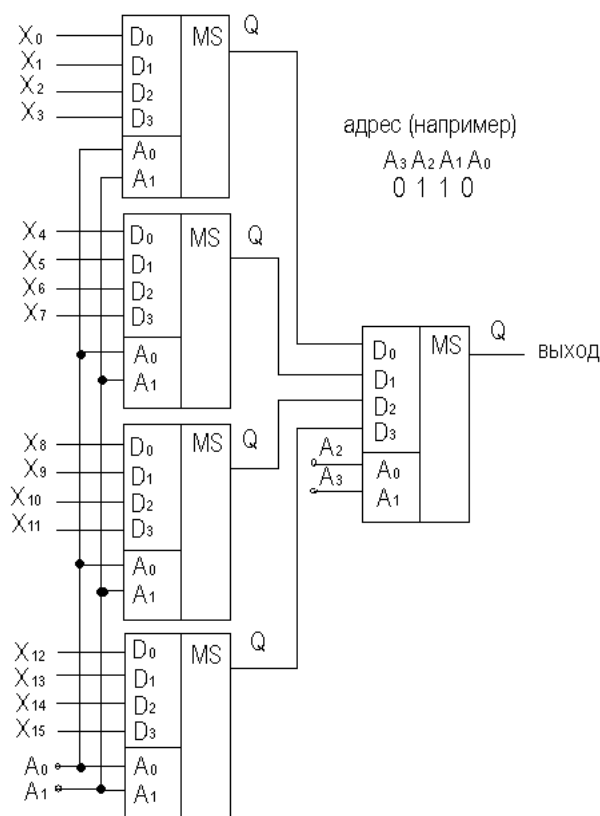 X₀ D₀ MS Q
X₁ D₁
X₂ D₂
X₃ D₃
A₀
A₁
адрес (например)
A₃ A₂ A₁ A₀
0 1 1 0
X₄ D₀ MS Q
X₅ D₁
X₆ D₂
X₇ D₃
A₀
A₁
D₀ MS Q выход
D₁
D₂
D₃
A₂ A₀
A₃ A₁
X₈ D₀ MS Q
X₉ D₁
X₁₀ D₂
X₁₁ D₃
A₀
A₁
X₁₂ D₀ MS Q
X₁₃ D₁
X₁₄ D₂
X₁₅ D₃
A₀ A₀
A₁ A₁